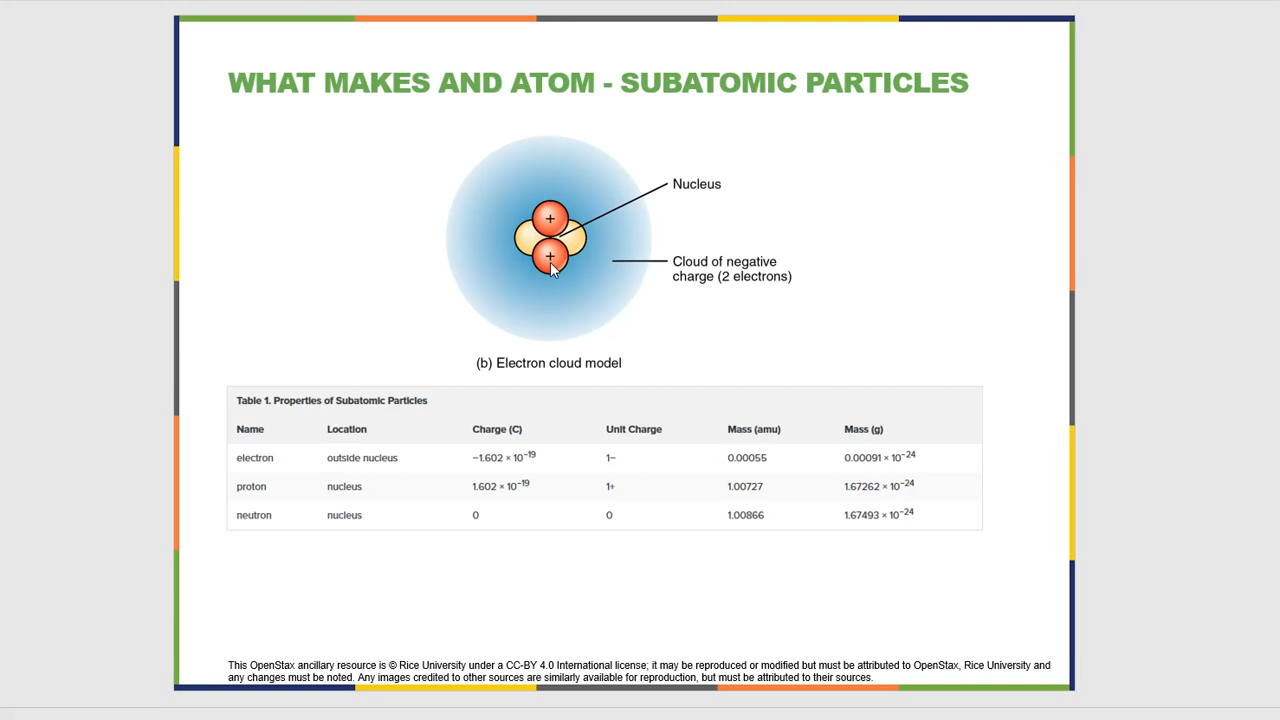 WHAT MAKES AND ATOM - SUBATOMIC PARTICLES
+
Nucleus
+
Cloud of negative
charge (2 electrons)
(b) Electron cloud model
Table 1. Properties of Subatomic Particles
Name Location Charge (C) Unit Charge Mass (amu) Mass (g)
electron outside nucleus −1.602 × 10⁻¹⁹ 1− 0.00055 0.00091 × 10⁻²⁴
proton nucleus 1.602 × 10⁻¹⁹ 1+ 1.00727 1.67262 × 10⁻²⁴
neutron nucleus 0 0 1.00866 1.67493 × 10⁻²⁴
This OpenStax ancillary resource is © Rice University under a CC-BY 4.0 International license; it may be reproduced or modified but must be attributed to OpenStax, Rice University and
any changes must be noted. Any images credited to other sources are similarly available for reproduction, but must be attributed to their sources.